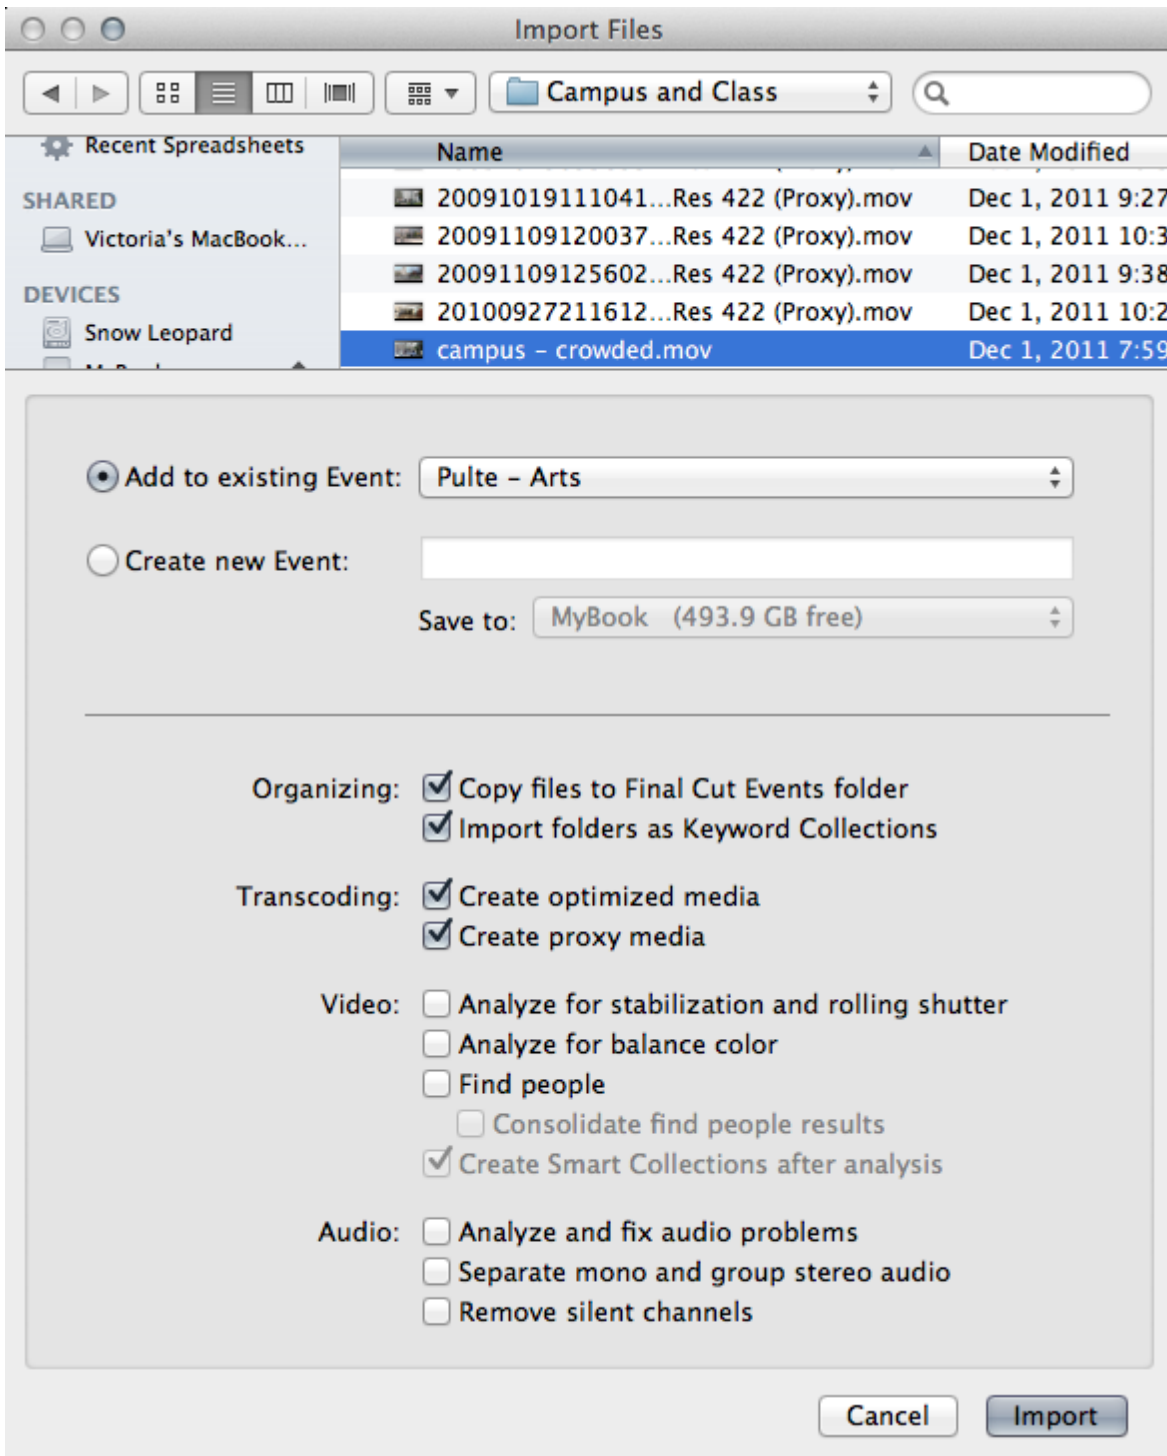 Import Files
Campus and Class
Recent Spreadsheets
SHARED
Victoria's MacBook...
DEVICES
Snow Leopard
Name Date Modified
20091019111041...Res 422 (Proxy).mov Dec 1, 2011 9:27
20091109120037...Res 422 (Proxy).mov Dec 1, 2011 10:3
20091109125602...Res 422 (Proxy).mov Dec 1, 2011 9:38
20100927211612...Res 422 (Proxy).mov Dec 1, 2011 10:2
campus – crowded.mov Dec 1, 2011 7:59
Add to existing Event: Pulte – Arts
Create new Event:
Save to: MyBook (493.9 GB free)
Organizing: Copy files to Final Cut Events folder
Import folders as Keyword Collections
Transcoding: Create optimized media
Create proxy media
Video: Analyze for stabilization and rolling shutter
Analyze for balance color
Find people
Consolidate find people results
Create Smart Collections after analysis
Audio: Analyze and fix audio problems
Separate mono and group stereo audio
Remove silent channels
Cancel Import